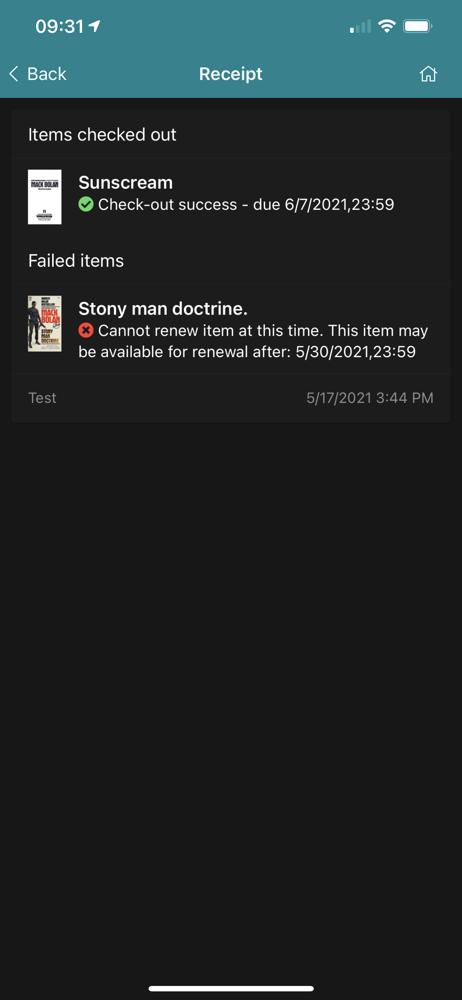 09:31
Back
Receipt
Items checked out
MACK BOLAN
Sunscream
WORLDWIDE
Sunscream
Check-out success - due 6/7/2021,23:59
Failed items
BIGGEST
BOLAN
BESTSELLER!
MACK
BOLAN
STONY
MAN
DOCTRINE
Stony man doctrine.
Cannot renew item at this time. This item may
be available for renewal after: 5/30/2021,23:59
Test
5/17/2021 3:44 PM